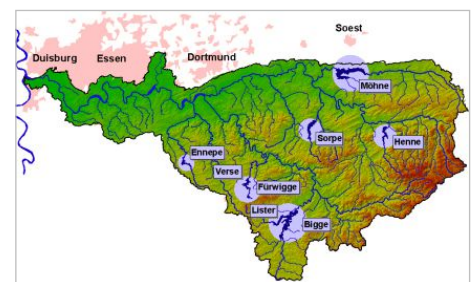 Soest
Duisburg Essen Dortmund
Möhne
Sorpe
Henne
Ennepe
Verse
Fürwigge
Lister
Bigge